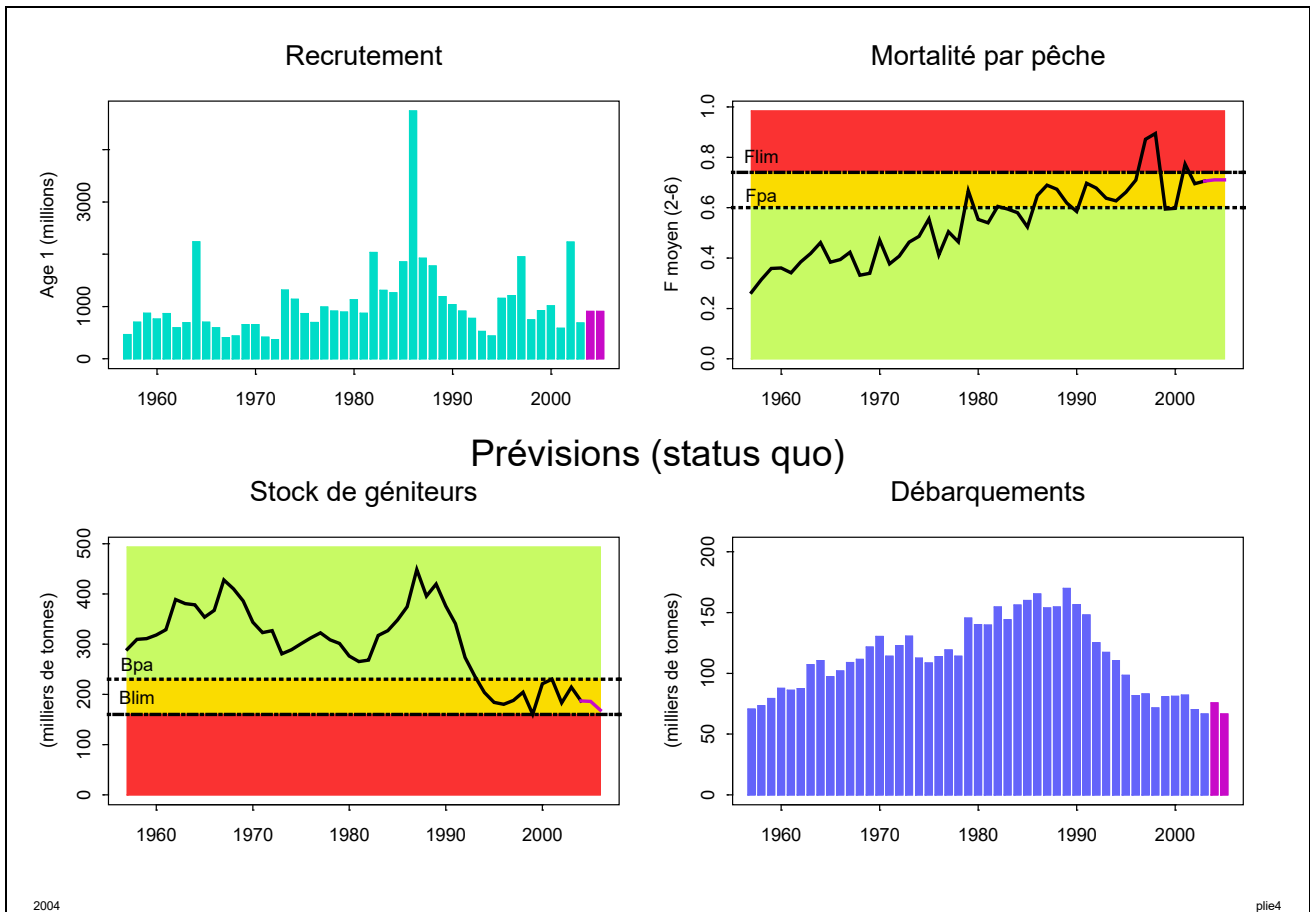 Recrutement
Age 1 (millions)
3000
1000
0
1960 1970 1980 1990 2000
Mortalité par pêche
F moyen (2-6)
1.0
0.8
0.6
0.4
0.2
0.0
Flim
Fpa
1960 1970 1980 1990 2000
Prévisions (status quo)
Stock de géniteurs
(milliers de tonnes)
500
400
300
200
100
0
Bpa
Blim
1960 1970 1980 1990 2000
Débarquements
(milliers de tonnes)
200
150
100
50
0
1960 1970 1980 1990 2000
2004
plie4